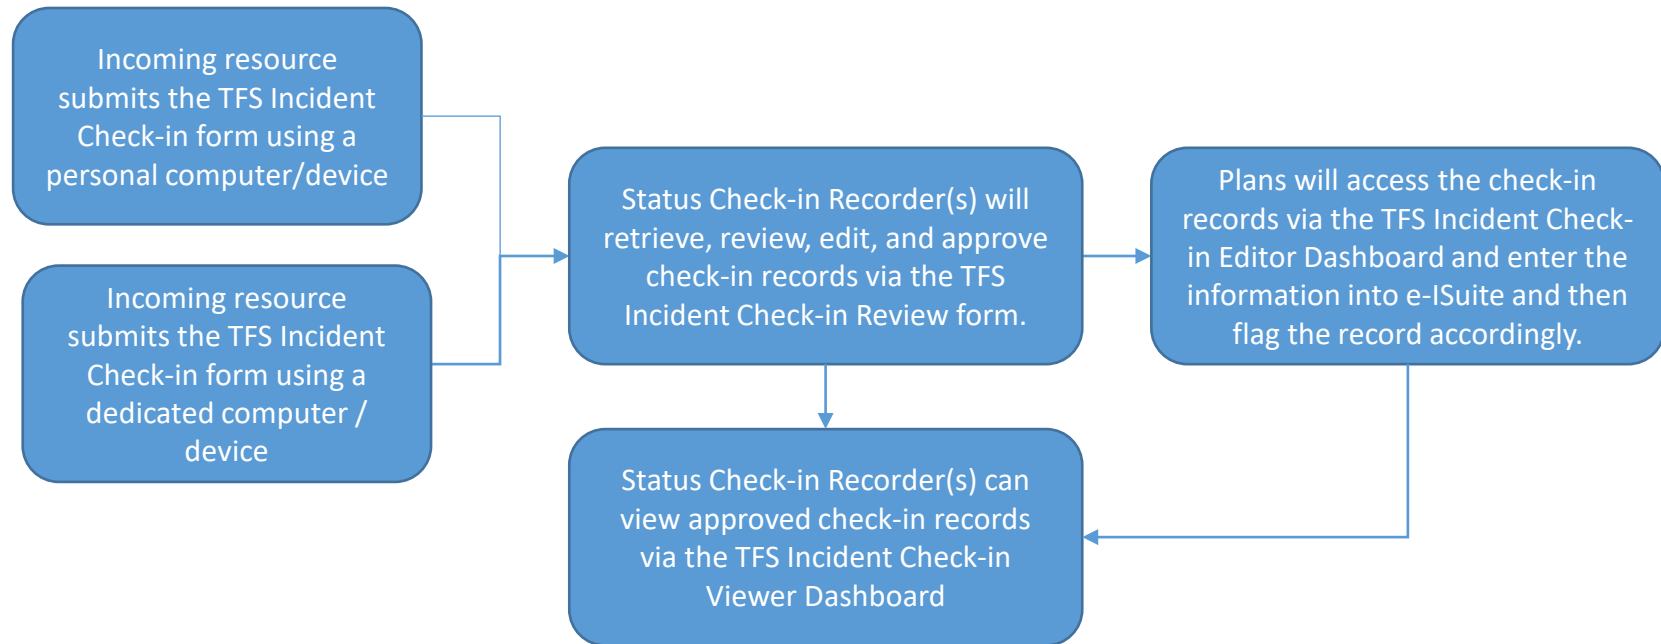 Incoming resource
submits the TFS Incident
Check-in form using a
personal computer/device
Incoming resource
submits the TFS Incident
Check-in form using a
dedicated computer /
device
Status Check-in Recorder(s) will
retrieve, review, edit, and approve
check-in records via the TFS
Incident Check-in Review form.
Plans will access the check-in
records via the TFS Incident Check-
in Editor Dashboard and enter the
information into e-ISuite and then
flag the record accordingly.
Status Check-in Recorder(s) can
view approved check-in records
via the TFS Incident Check-in
Viewer Dashboard